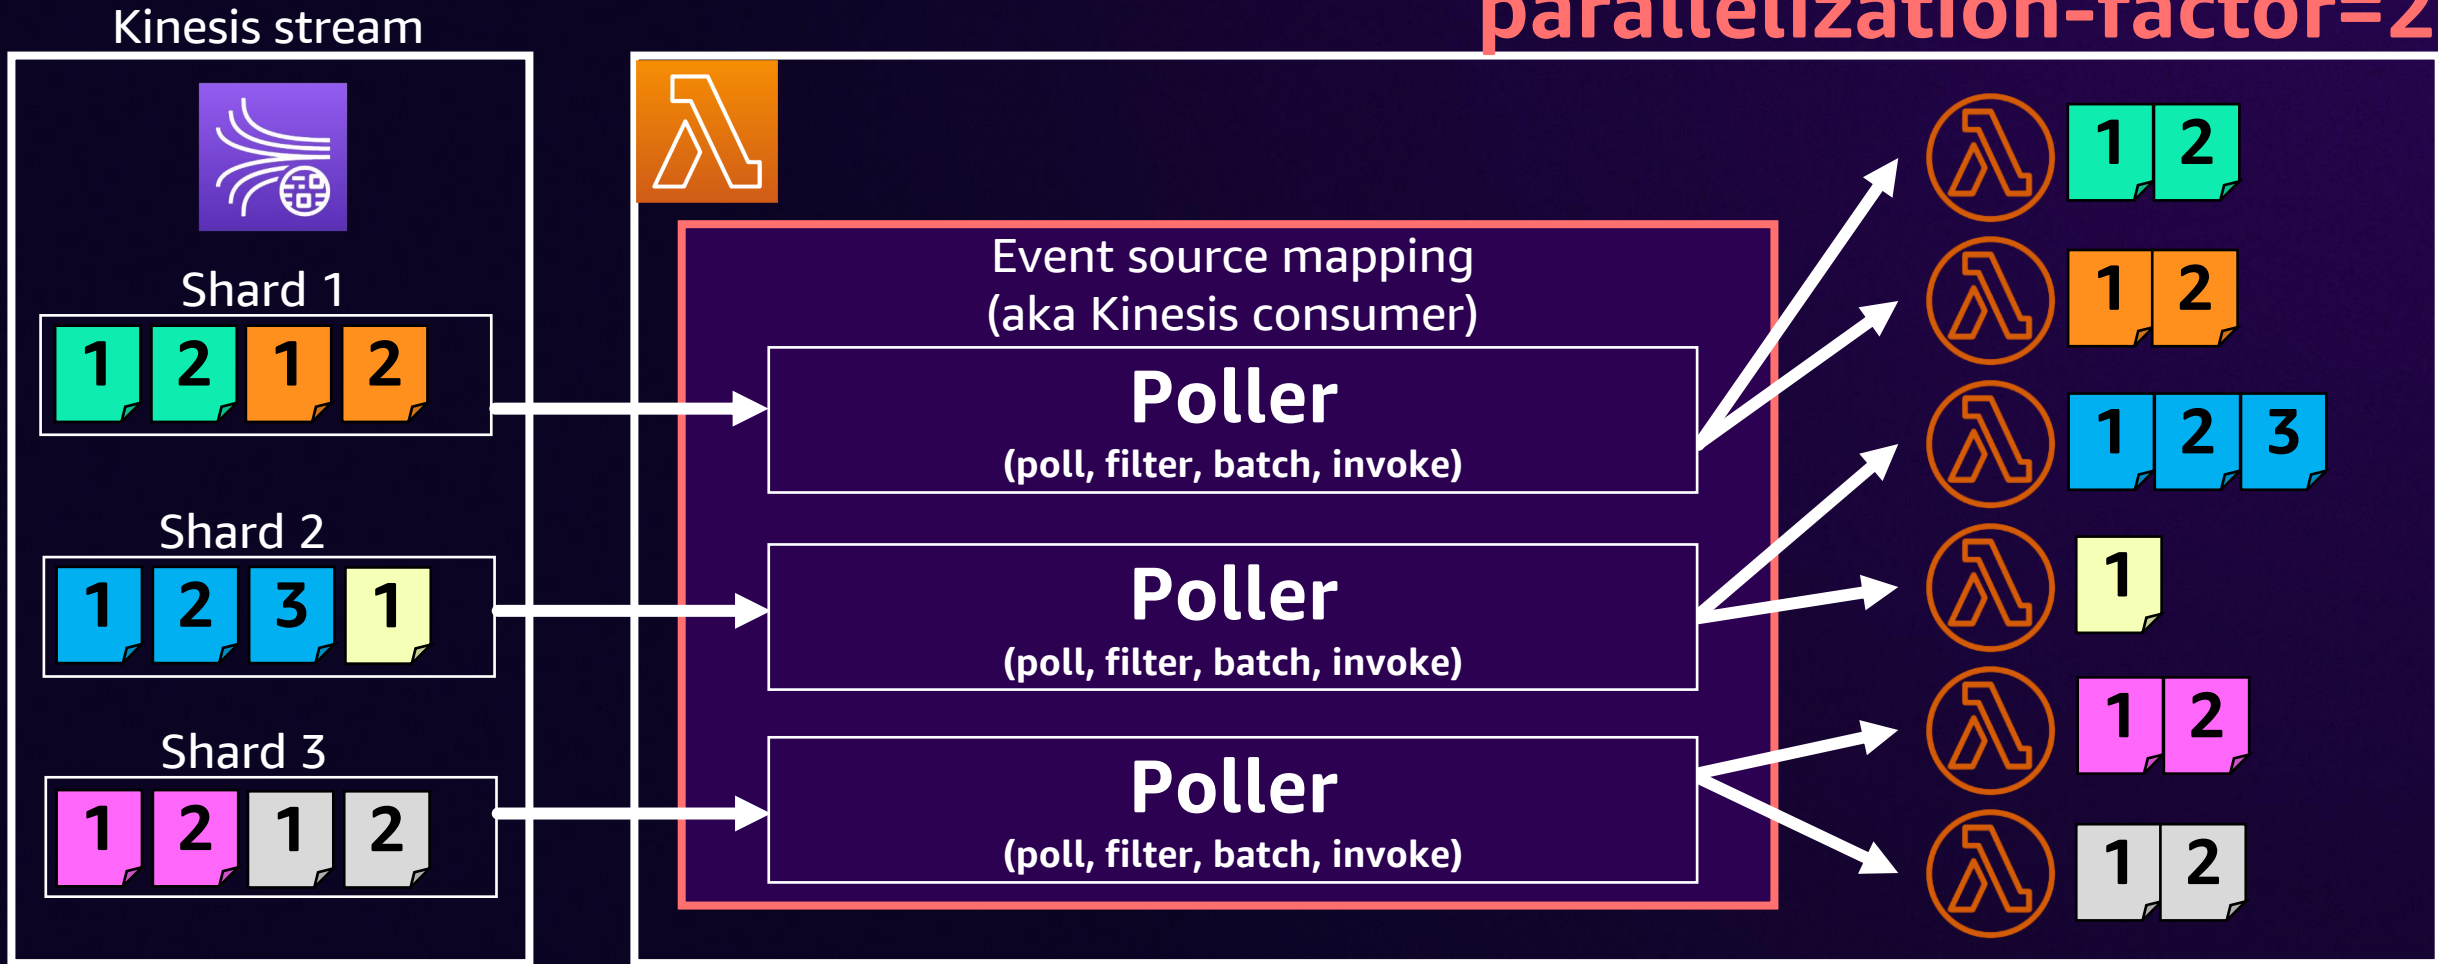 parallelization-factor=2
Kinesis stream
Shard 1
1 2 1 2
Shard 2
1 2 3 1
Shard 3
1 2 1 2
Event source mapping
(aka Kinesis consumer)
Poller
(poll, filter, batch, invoke)
Poller
(poll, filter, batch, invoke)
Poller
(poll, filter, batch, invoke)
1 2
1 2
1 2 3
1
1 2
1 2